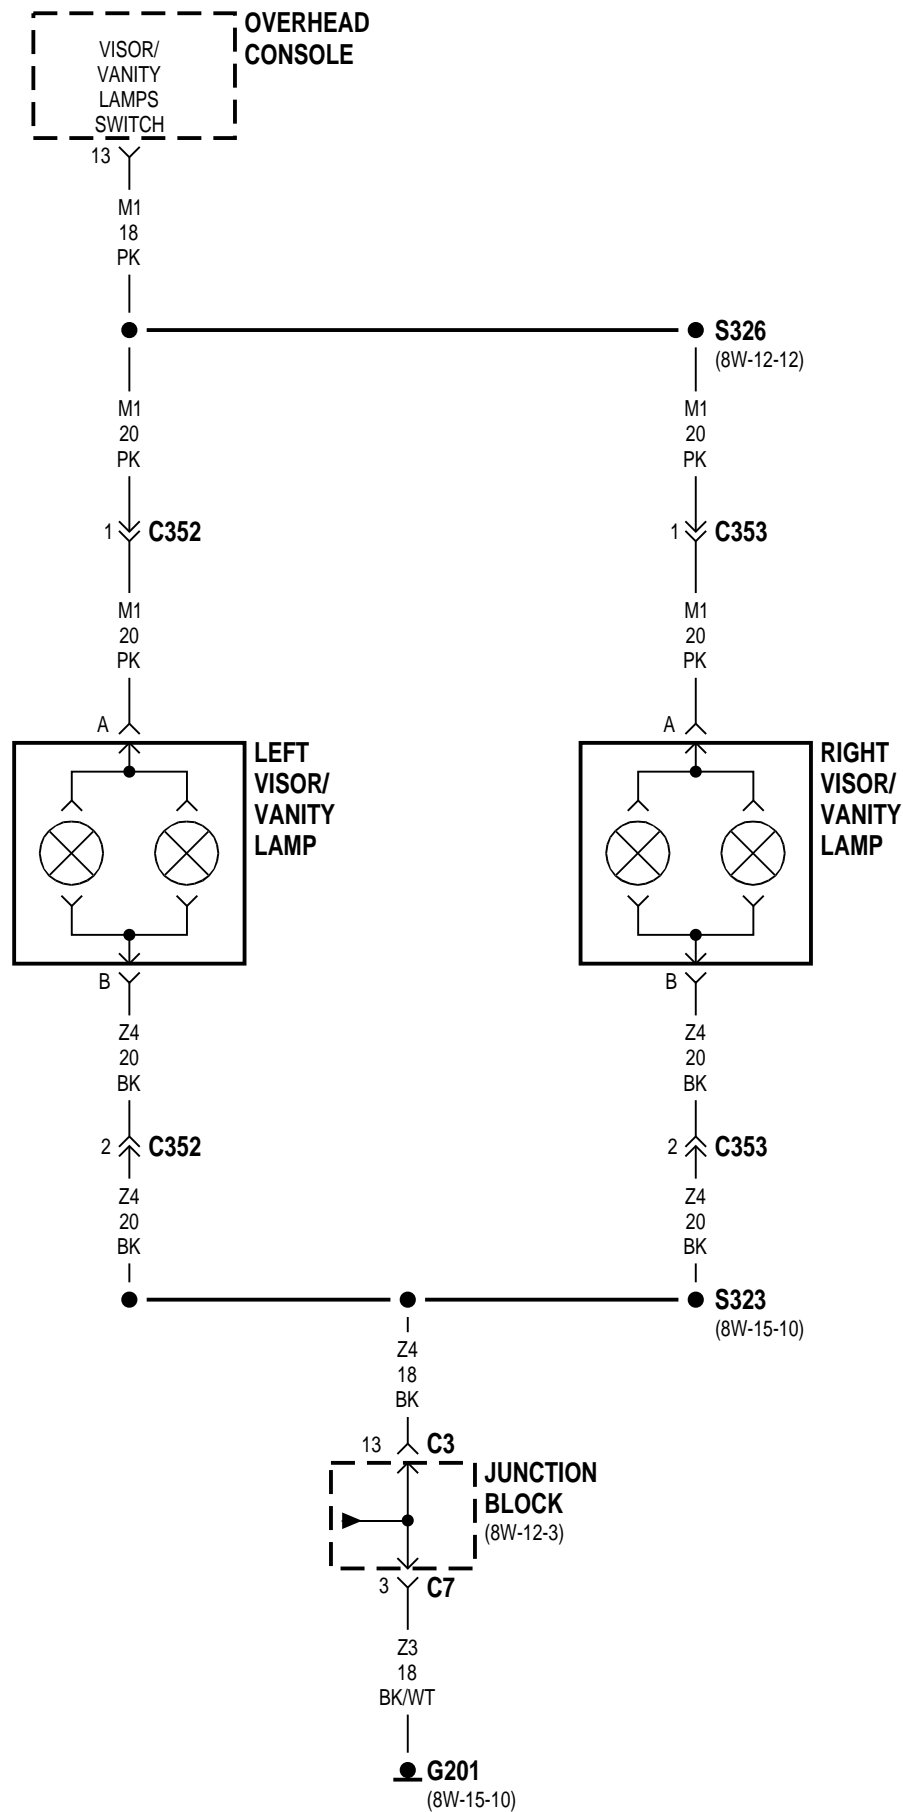 OVERHEAD
CONSOLE
VISOR/
VANITY
LAMPS
SWITCH
13
M1
18
PK
S326
(8W-12-12)
M1
20
PK
M1
20
PK
1
C352
1
C353
M1
20
PK
M1
20
PK
A
A
LEFT
VISOR/
VANITY
LAMP
RIGHT
VISOR/
VANITY
LAMP
B
B
Z4
20
BK
Z4
20
BK
2
C352
2
C353
Z4
20
BK
Z4
20
BK
S323
(8W-15-10)
Z4
18
BK
13
C3
JUNCTION
BLOCK
(8W-12-3)
3
C7
Z3
18
BK/WT
G201
(8W-15-10)